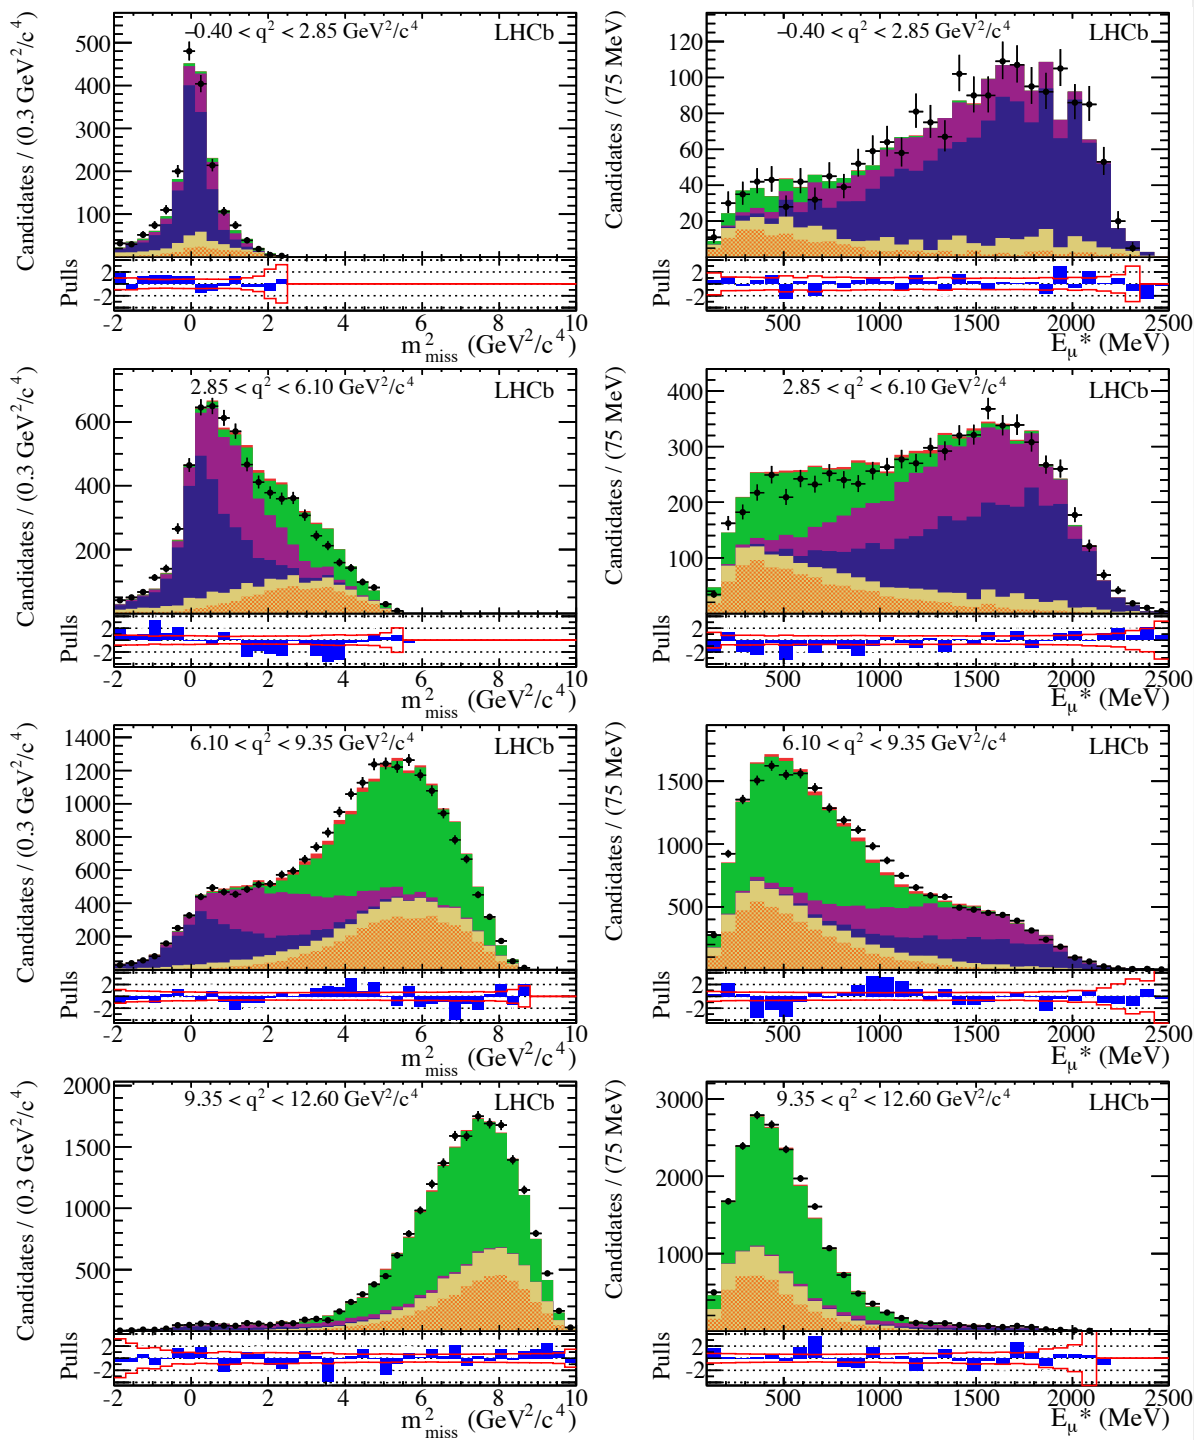 −0.40 < q² < 2.85 GeV²/c⁴ LHCb
Candidates / (0.3 GeV²/c⁴)
500
400
300
200
100
Pulls
2
-2
-2 0 2 4 6 8 10
m²miss (GeV²/c⁴)
−0.40 < q² < 2.85 GeV²/c⁴ LHCb
Candidates / (75 MeV)
120
100
80
60
40
20
Pulls
2
-2
500 1000 1500 2000 2500
Eμ* (MeV)
2.85 < q² < 6.10 GeV²/c⁴ LHCb
Candidates / (0.3 GeV²/c⁴)
600
400
200
Pulls
2
-2
-2 0 2 4 6 8 10
m²miss (GeV²/c⁴)
2.85 < q² < 6.10 GeV²/c⁴ LHCb
Candidates / (75 MeV)
400
300
200
100
Pulls
2
-2
500 1000 1500 2000 2500
Eμ* (MeV)
6.10 < q² < 9.35 GeV²/c⁴ LHCb
Candidates / (0.3 GeV²/c⁴)
1400
1200
1000
800
600
400
200
Pulls
2
-2
-2 0 2 4 6 8 10
m²miss (GeV²/c⁴)
6.10 < q² < 9.35 GeV²/c⁴ LHCb
Candidates / (75 MeV)
1500
1000
500
Pulls
2
-2
500 1000 1500 2000 2500
Eμ* (MeV)
9.35 < q² < 12.60 GeV²/c⁴ LHCb
Candidates / (0.3 GeV²/c⁴)
2000
1500
1000
500
Pulls
2
-2
-2 0 2 4 6 8 10
m²miss (GeV²/c⁴)
9.35 < q² < 12.60 GeV²/c⁴ LHCb
Candidates / (75 MeV)
3000
2000
1000
Pulls
2
-2
500 1000 1500 2000 2500
Eμ* (MeV)